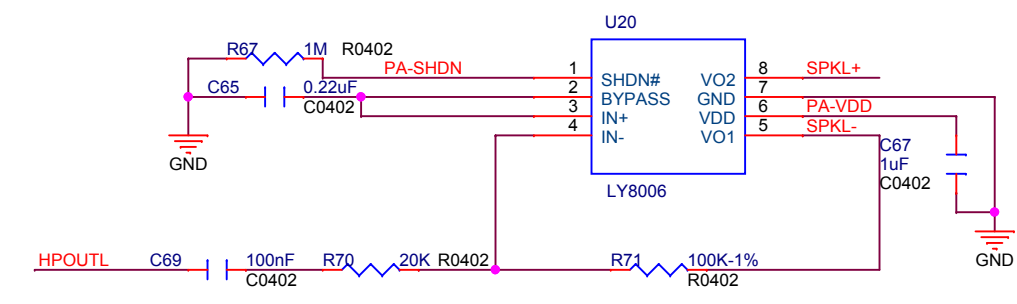 U20
R67 1M R0402
PA-SHDN 1 SHDN# VO2 8 SPKL+
C65 0.22uF 2 BYPASS GND 7
C0402 3 IN+ VDD 6 PA-VDD
4 IN- VO1 5 SPKL-
C67
1uF
GND C0402
LY8006
HPOUTL C69 100nF R70 20K R0402 R71 100K-1% GND
C0402 R0402